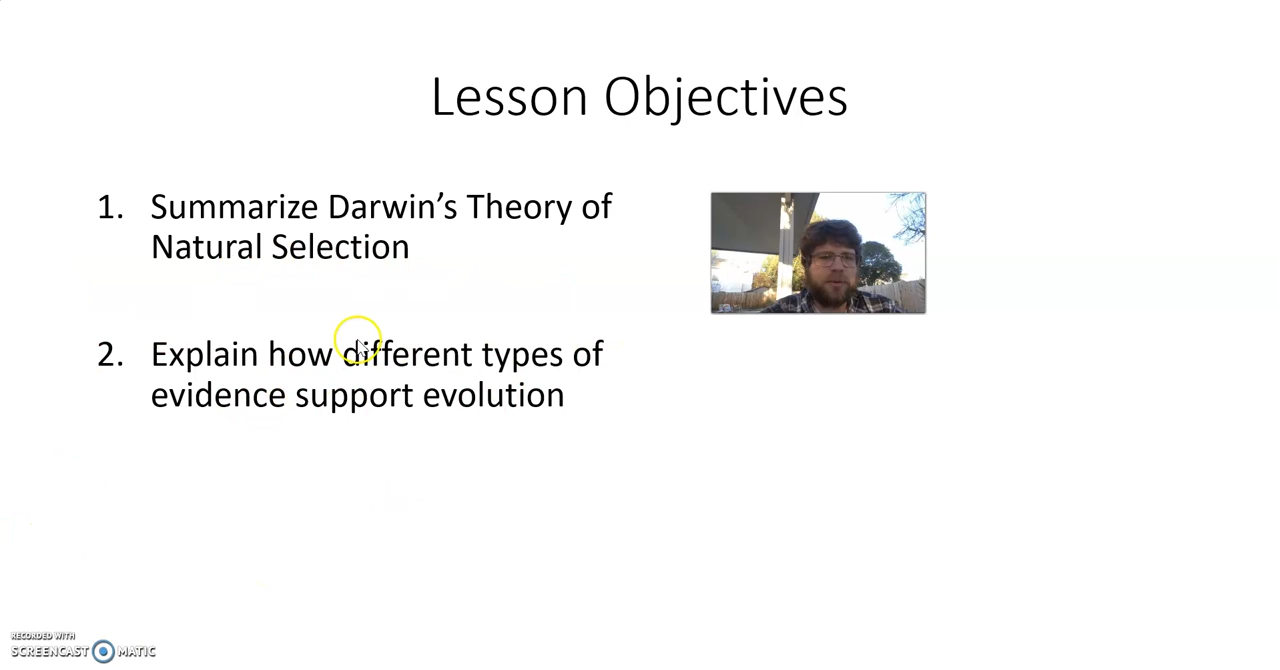 Lesson Objectives
1. Summarize Darwin’s Theory of
Natural Selection
2. Explain how different types of
evidence support evolution
RECORDED WITH
SCREENCAST MATIC